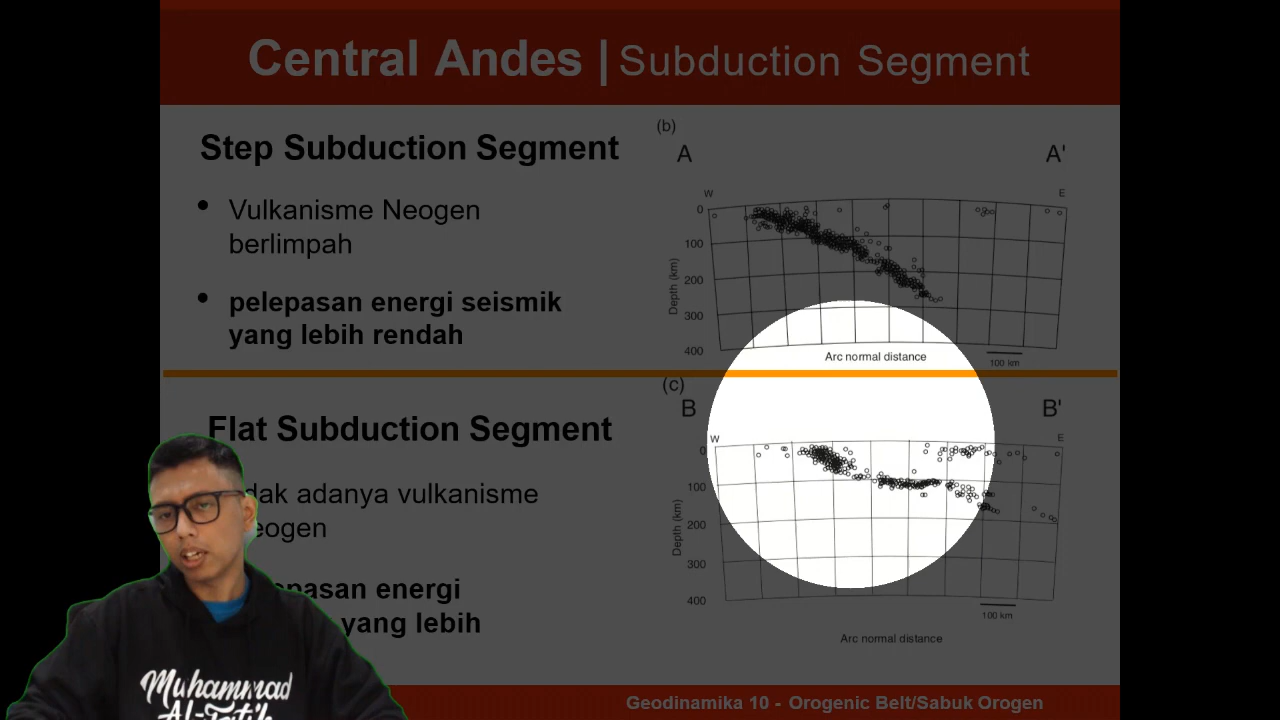 Central Andes | Subduction Segment
Step Subduction Segment
• Vulkanisme Neogen
berlimpah
• pelepasan energi seismik
yang lebih rendah
(b)
A A'
W E
0
100
200
300
400
Depth (km)
Arc normal distance
100 km
Flat Subduction Segment
dak adanya vulkanisme
eogen
epasan energi
yang lebih
(c)
B B'
W E
0
100
200
300
400
Depth (km)
100 km
Arc normal distance
Muhammad
Al-Fatih
Geodinamika 10 - Orogenic Belt/Sabuk Orogen